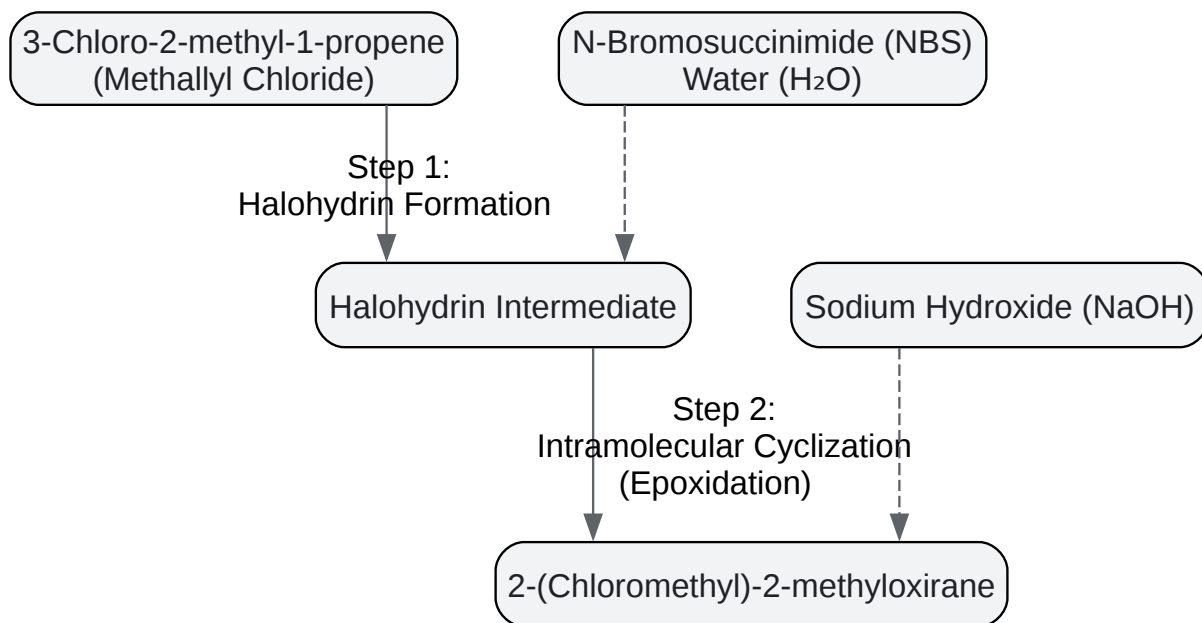 3-Chloro-2-methyl-1-propene
(Methallyl Chloride)
N-Bromosuccinimide (NBS)
Water (H₂O)
Step 1:
Halohydrin Formation
Halohydrin Intermediate
Sodium Hydroxide (NaOH)
Step 2:
Intramolecular Cyclization
(Epoxidation)
2-(Chloromethyl)-2-methyloxirane